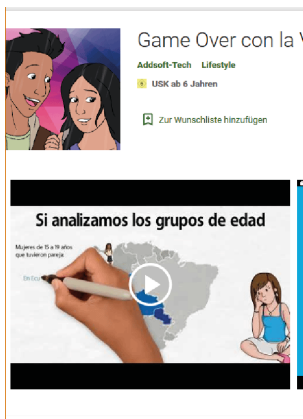 Game Over con la
Addsoft-Tech Lifestyle
6 USK ab 6 Jahren
Zur Wunschliste hinzufügen
Si analizamos los grupos de edad
Mujeres de 15 a 19 años
que tuvieron pareja: